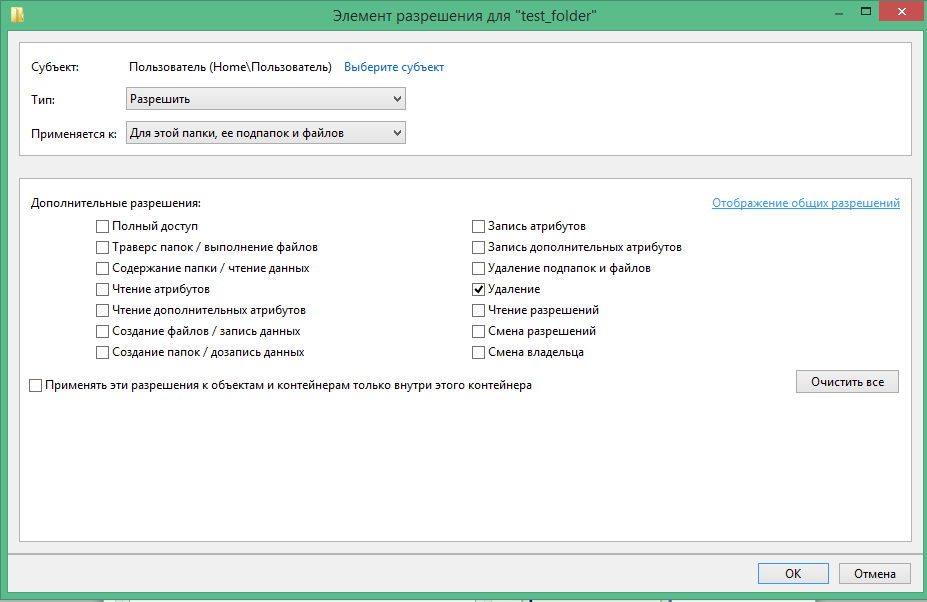 Элемент разрешения для "test_folder"
Субъект: Пользователь (Home\Пользователь) Выберите субъект
Тип: Разрешить
Применяется к: Для этой папки, ее подпапок и файлов
Дополнительные разрешения: Отображение общих разрешений
Полный доступ Запись атрибутов
Траверс папок / выполнение файлов Запись дополнительных атрибутов
Содержание папки / чтение данных Удаление подпапок и файлов
Чтение атрибутов Удаление
Чтение дополнительных атрибутов Чтение разрешений
Создание файлов / запись данных Смена разрешений
Создание папок / дозапись данных Смена владельца
Применять эти разрешения к объектам и контейнерам только внутри этого контейнера Очистить все
ОК Отмена